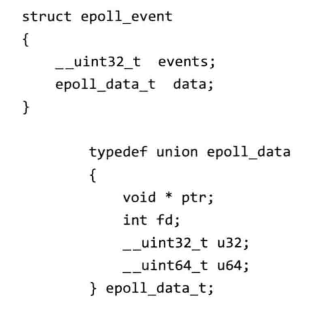 struct epoll_event
{
    __uint32_t  events;
    epoll_data_t  data;
}
typedef union epoll_data
{
    void * ptr;
    int fd;
    __uint32_t u32;
    __uint64_t u64;
} epoll_data_t;